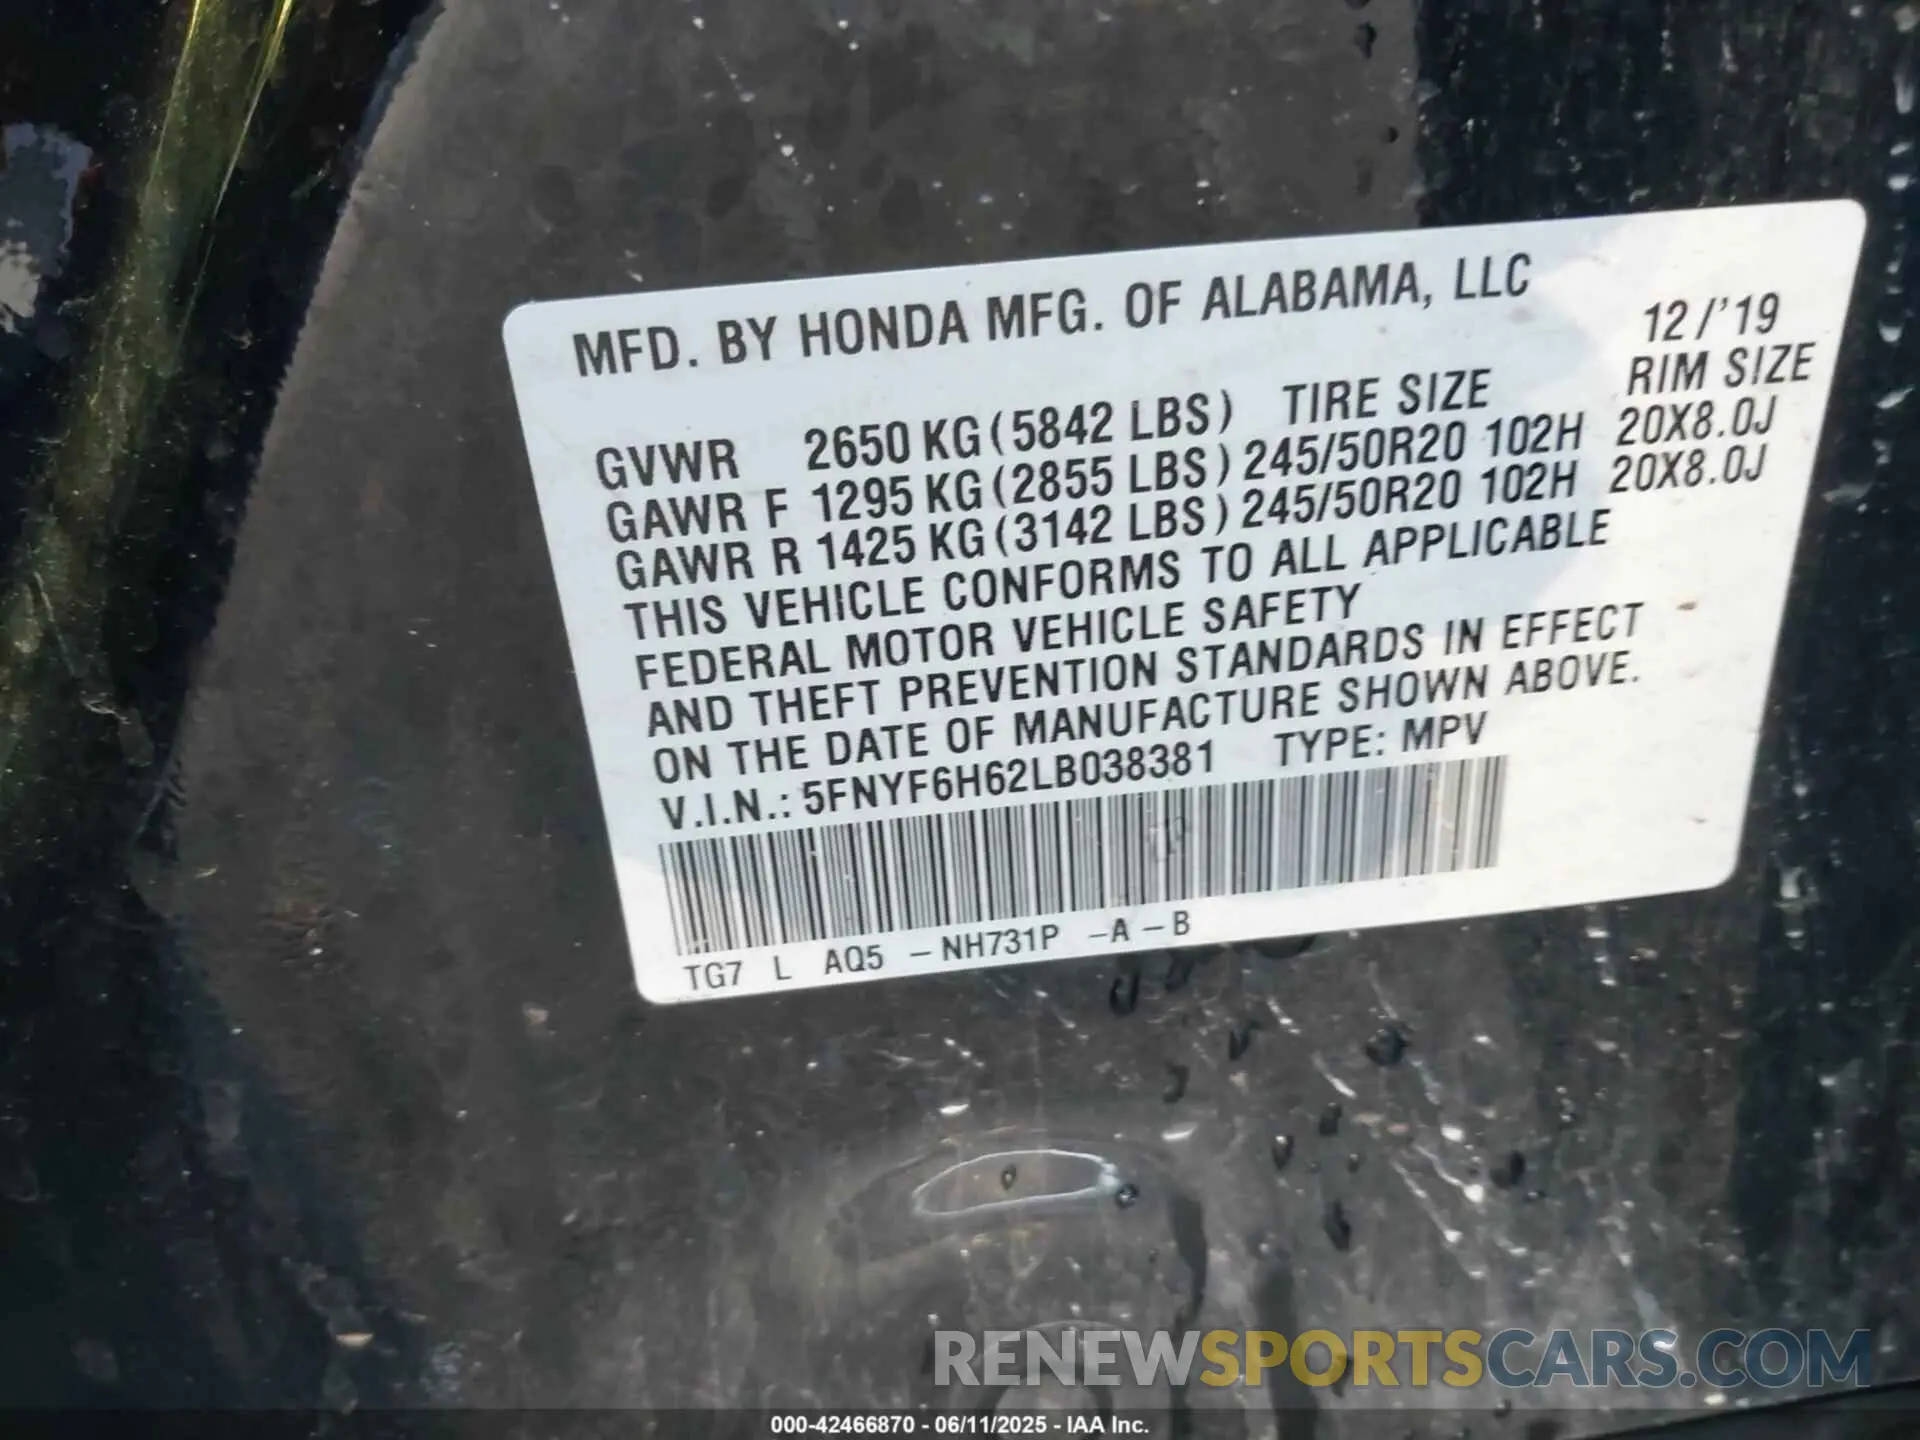 MFD. BY HONDA MFG. OF ALABAMA, LLC 12/'19
TIRE SIZE RIM SIZE
GVWR 2650 KG (5842 LBS)
GAWR F 1295 KG (2855 LBS) 245/50R20 102H 20X8.0J
GAWR R 1425 KG (3142 LBS) 245/50R20 102H 20X8.0J
THIS VEHICLE CONFORMS TO ALL APPLICABLE
FEDERAL MOTOR VEHICLE SAFETY
AND THEFT PREVENTION STANDARDS IN EFFECT
ON THE DATE OF MANUFACTURE SHOWN ABOVE.
V.I.N.: 5FNYF6H62LB038381 TYPE: MPV
TG7 L AQ5 -NH731P -A-B
RENEWSPORTSCARS.COM
000-42466870 - 06/11/2025 - IAA Inc.